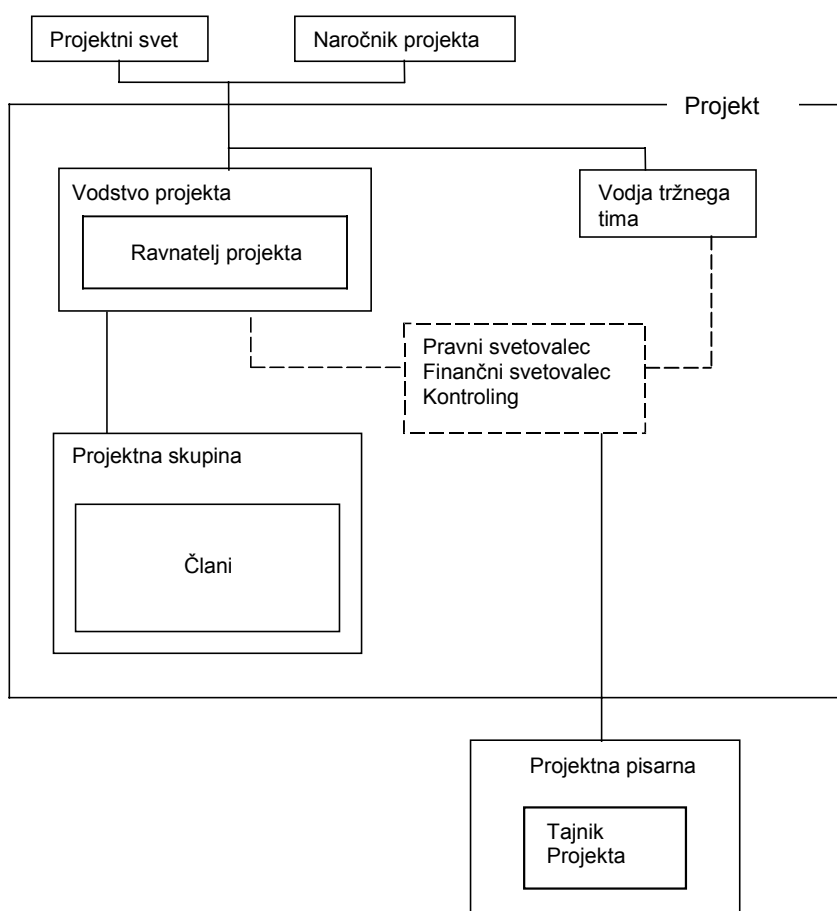 Projektni svet
Naročnik projekta
Projekt
Vodstvo projekta
Ravnatelj projekta
Vodja tržnega
tima
Pravni svetovalec
Finančni svetovalec
Kontroling
Projektna skupina
Člani
Projektna pisarna
Tajnik
Projekta